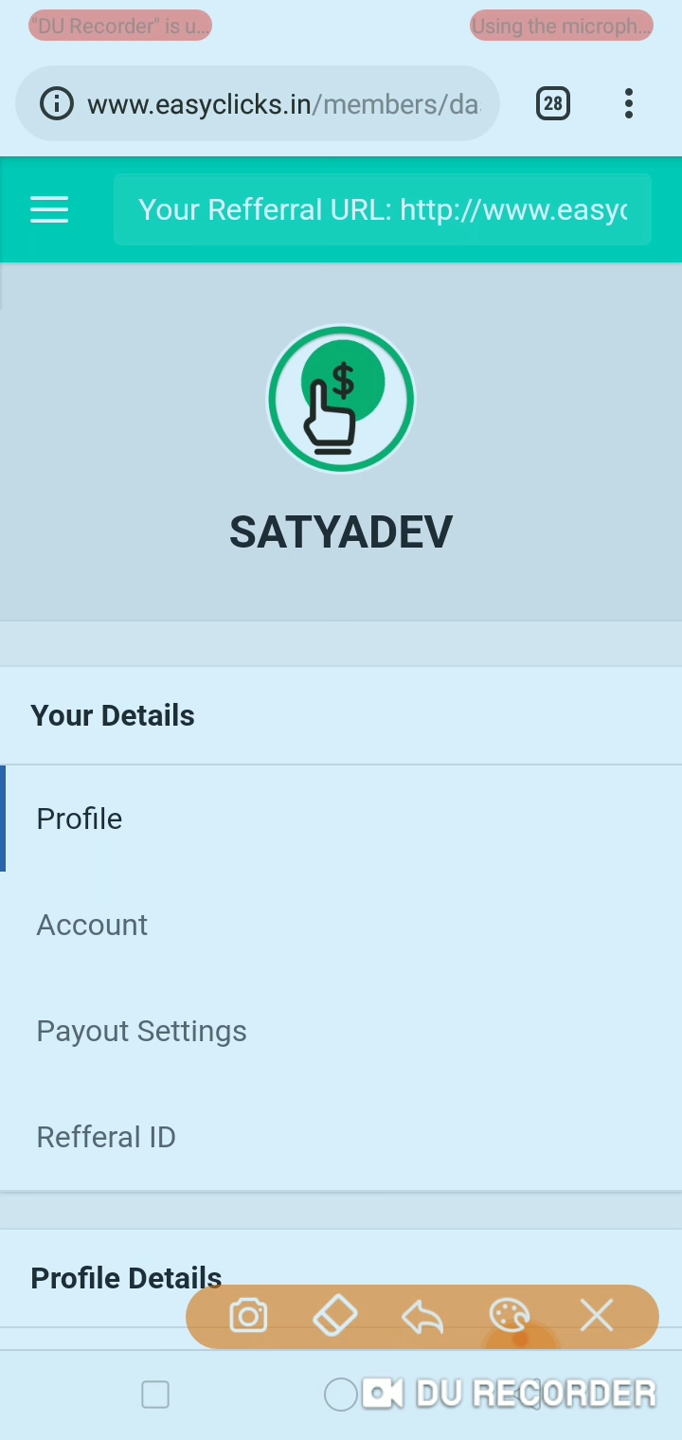 "DU Recorder" is u...
Using the microph...
www.easyclicks.in/members/da
28
Your Refferral URL: http://www.easyc
$
SATYADEV
Your Details
Profile
Account
Payout Settings
Refferal ID
Profile Details
DU RECORDER